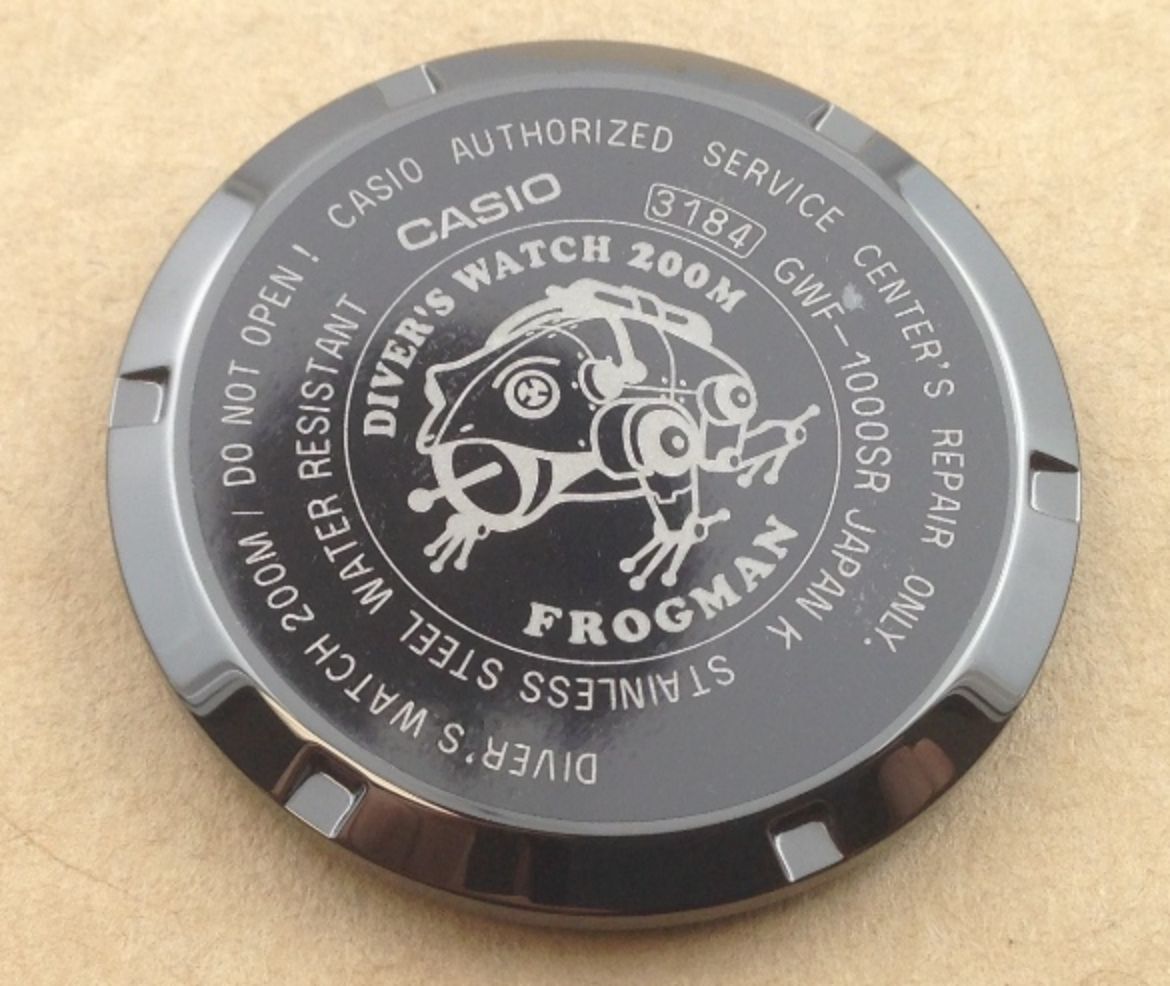 DIVER'S WATCH 200M ! DO NOT OPEN! CASIO AUTHORIZED SERVICE CENTER'S REPAIR ONLY.
CASIO
3184
GWF-1000SR JAPAN K
STAINLESS STEEL WATER RESISTANT
DIVER'S WATCH 200M
FROGMAN